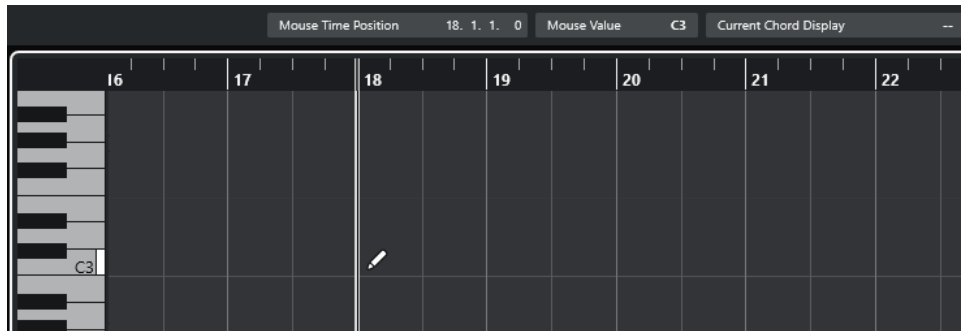 Mouse Time Position 18. 1. 1. 0 Mouse Value C3 Current Chord Display --
16 17 18 19 20 21 22
C3